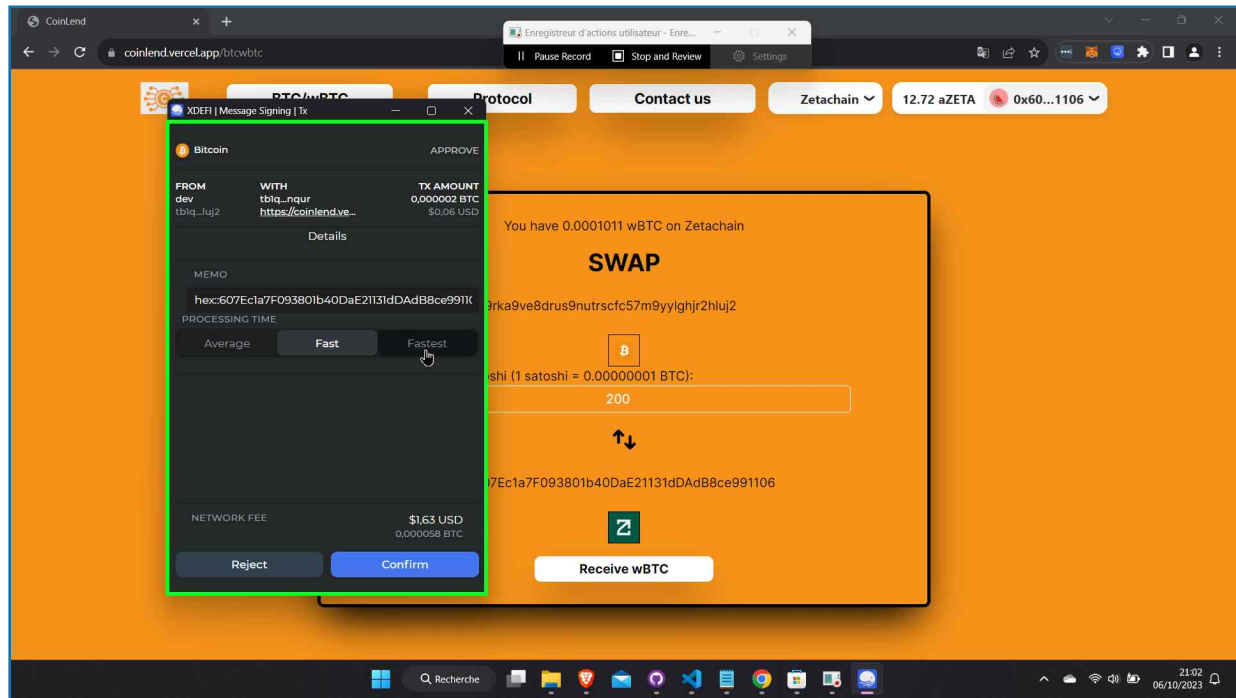 CoinLend
Enregistreur d'actions utilisateur - Enre...
coinlend.vercel.app/btcwbtc
Pause Record
Stop and Review
Settings
BTC/wBTC
Protocol
Contact us
Zetachain
12.72 aZETA
0x60...1106
XDEFI | Message Signing | Tx
Bitcoin
APPROVE
FROM
WITH
TX AMOUNT
dev
tb1q...nqur
0,000002 BTC
tb1q...luj2
https://coinlend.ve...
$0,06 USD
Details
MEMO
hex::607Ec1a7F093801b40DaE21131dDAdB8ce9911(
PROCESSING TIME
Average
Fast
Fastest
NETWORK FEE
$1,63 USD
0,000058 BTC
Reject
Confirm
You have 0.0001011 wBTC on Zetachain
SWAP
9rka9ve8drus9nutrscfc57m9yylghjr2hluj2
shi (1 satoshi = 0.00000001 BTC):
200
07Ec1a7F093801b40DaE21131dDAdB8ce991106
Receive wBTC
Recherche
21:02
06/10/2023